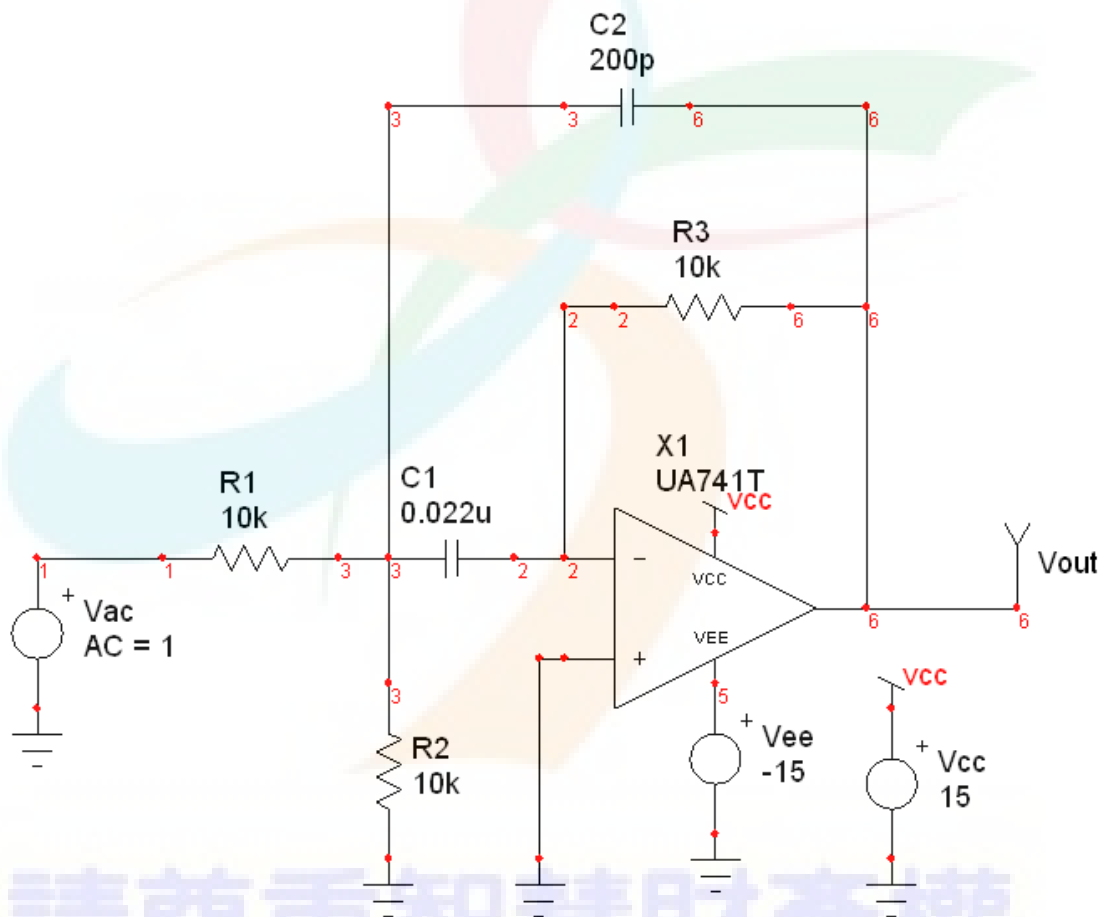 C2
200p
3
3
6
6
R3
10k
2
2
6
6
X1
UA741T
vcc
R1
10k
C1
0.022u
1
1
3
3
2
2
−
VCC
Vout
+
Vac
AC = 1
6
6
VEE
+
3
5
vcc
R2
10k
+
Vee
-15
+
Vcc
15